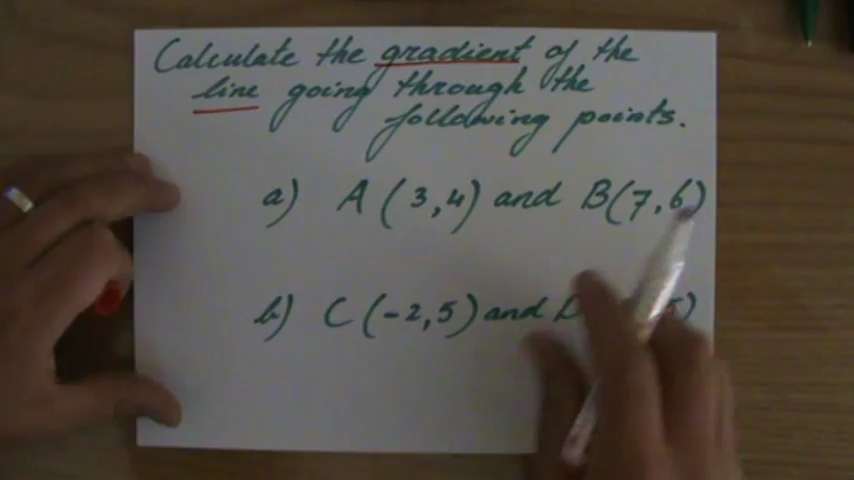 Calculate the gradient of the
line going through the
following points.
a) A (3,4) and B(7,6)
b) C (-2,5) and D